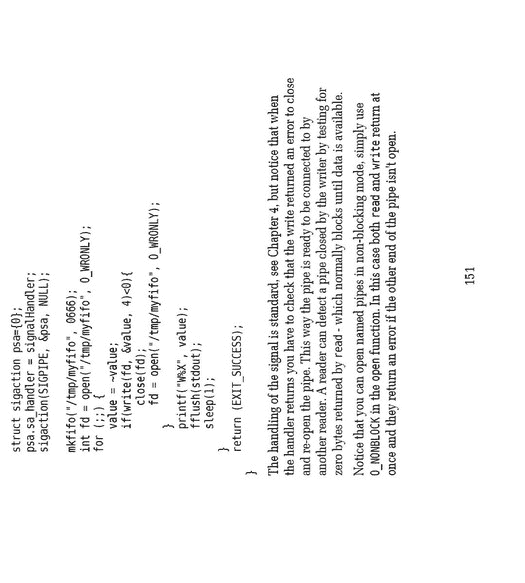 struct sigaction psa={0};
psa.sa_handler = signalHandler;
sigaction(SIGPIPE, &psa, NULL);
mkfifo("/tmp/myfifo", 0666);
int fd = open("/tmp/myfifo", O_WRONLY);
for (;;) {
value = ~value;
if(write(fd, &value, 4)<0){
close(fd);
fd = open("/tmp/myfifo", O_WRONLY);
}
printf("W%X", value);
fflush(stdout);
sleep(1);
}
return (EXIT_SUCCESS);
}
The handling of the signal is standard, see Chapter 4, but notice that when
the handler returns you have to check that the write returned an error to close
and re-open the pipe. This way the pipe is ready to be connected to by
another reader. A reader can detect a pipe closed by the writer by testing for
zero bytes returned by read - which normally blocks until data is available.
Notice that you can open named pipes in non-blocking mode, simply use
O_NONBLOCK in the open function. In this case both read and write return at
once and they return an error if the other end of the pipe isn't open.
151